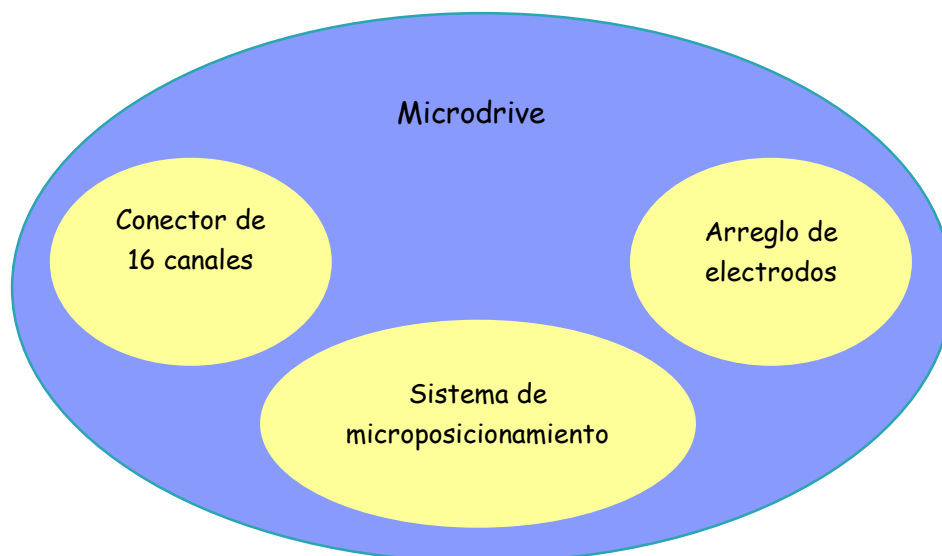 Microdrive
Conector de
16 canales
Arreglo de
electrodos
Sistema de
microposicionamiento